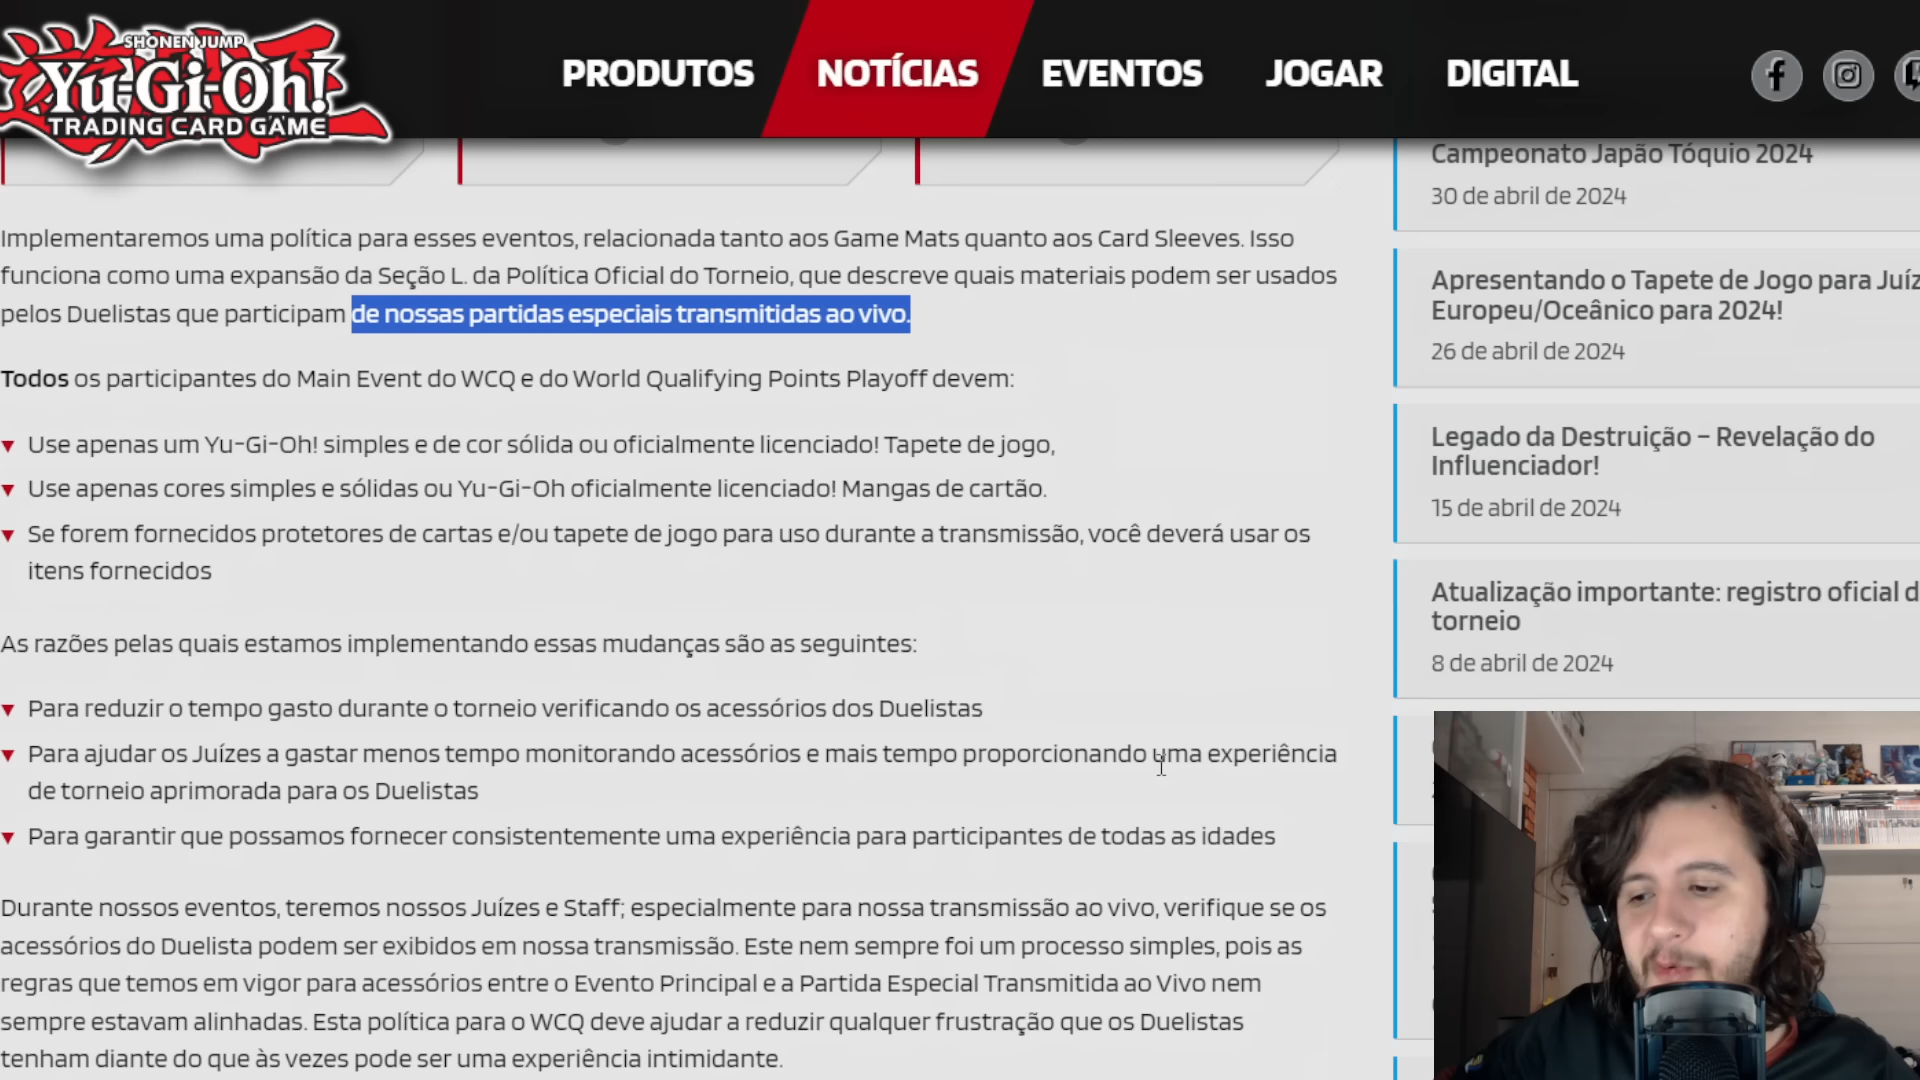 SHONEN JUMP
Yu-Gi-Oh!
TRADING CARD GAME
PRODUTOS
NOTÍCIAS
EVENTOS
JOGAR
DIGITAL
Implementaremos uma política para esses eventos, relacionada tanto aos Game Mats quanto aos Card Sleeves. Isso
funciona como uma expansão da Seção L. da Política Oficial do Torneio, que descreve quais materiais podem ser usados
pelos Duelistas que participam de nossas partidas especiais transmitidas ao vivo.
Todos os participantes do Main Event do WCQ e do World Qualifying Points Playoff devem:
Use apenas um Yu-Gi-Oh! simples e de cor sólida ou oficialmente licenciado! Tapete de jogo,
Use apenas cores simples e sólidas ou Yu-Gi-Oh oficialmente licenciado! Mangas de cartão.
Se forem fornecidos protetores de cartas e/ou tapete de jogo para uso durante a transmissão, você deverá usar os
itens fornecidos
As razões pelas quais estamos implementando essas mudanças são as seguintes:
Para reduzir o tempo gasto durante o torneio verificando os acessórios dos Duelistas
Para ajudar os Juízes a gastar menos tempo monitorando acessórios e mais tempo proporcionando uma experiência
de torneio aprimorada para os Duelistas
Para garantir que possamos fornecer consistentemente uma experiência para participantes de todas as idades
Durante nossos eventos, teremos nossos Juízes e Staff; especialmente para nossa transmissão ao vivo, verifique se os
acessórios do Duelista podem ser exibidos em nossa transmissão. Este nem sempre foi um processo simples, pois as
regras que temos em vigor para acessórios entre o Evento Principal e a Partida Especial Transmitida ao Vivo nem
sempre estavam alinhadas. Esta política para o WCQ deve ajudar a reduzir qualquer frustração que os Duelistas
tenham diante do que às vezes pode ser uma experiência intimidante.
Campeonato Japão Tóquio 2024
30 de abril de 2024
Apresentando o Tapete de Jogo para Juíz
Europeu/Oceânico para 2024!
26 de abril de 2024
Legado da Destruição – Revelação do
Influenciador!
15 de abril de 2024
Atualização importante: registro oficial d
torneio
8 de abril de 2024